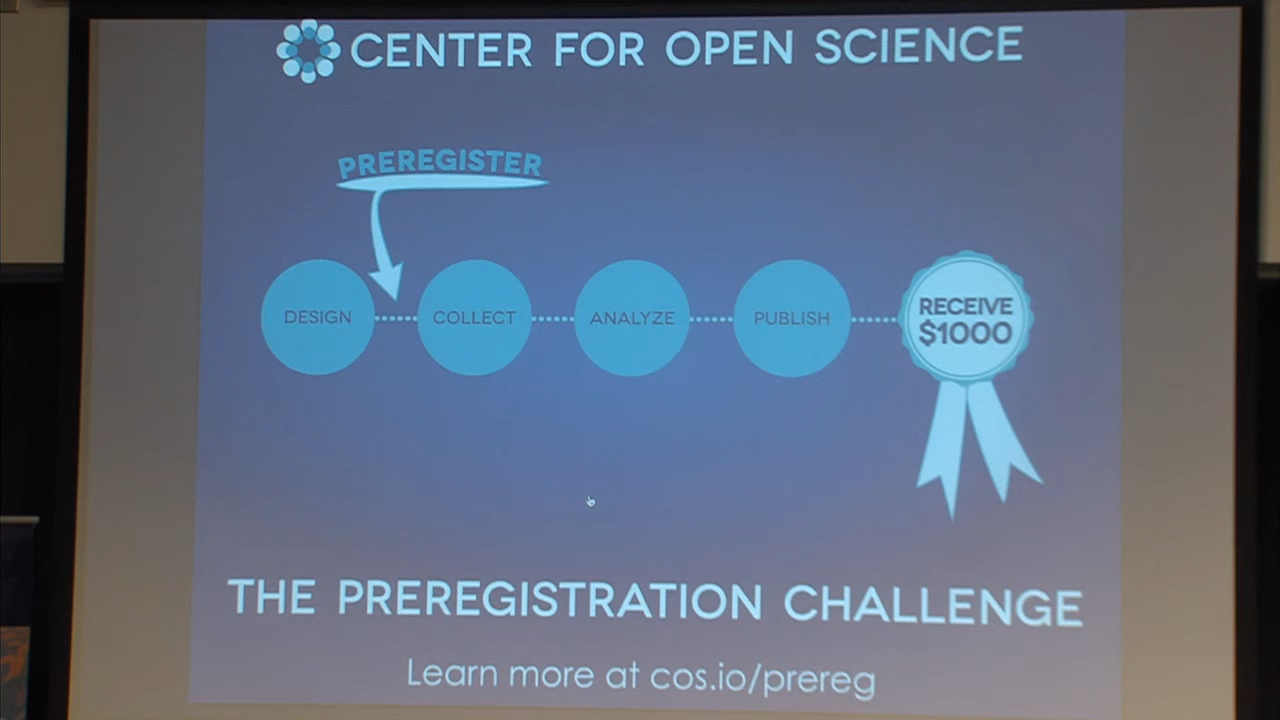 CENTER FOR OPEN SCIENCE
PREREGISTER
DESIGN
COLLECT
ANALYZE
PUBLISH
RECEIVE
$1000
THE PREREGISTRATION CHALLENGE
Learn more at cos.io/prereg